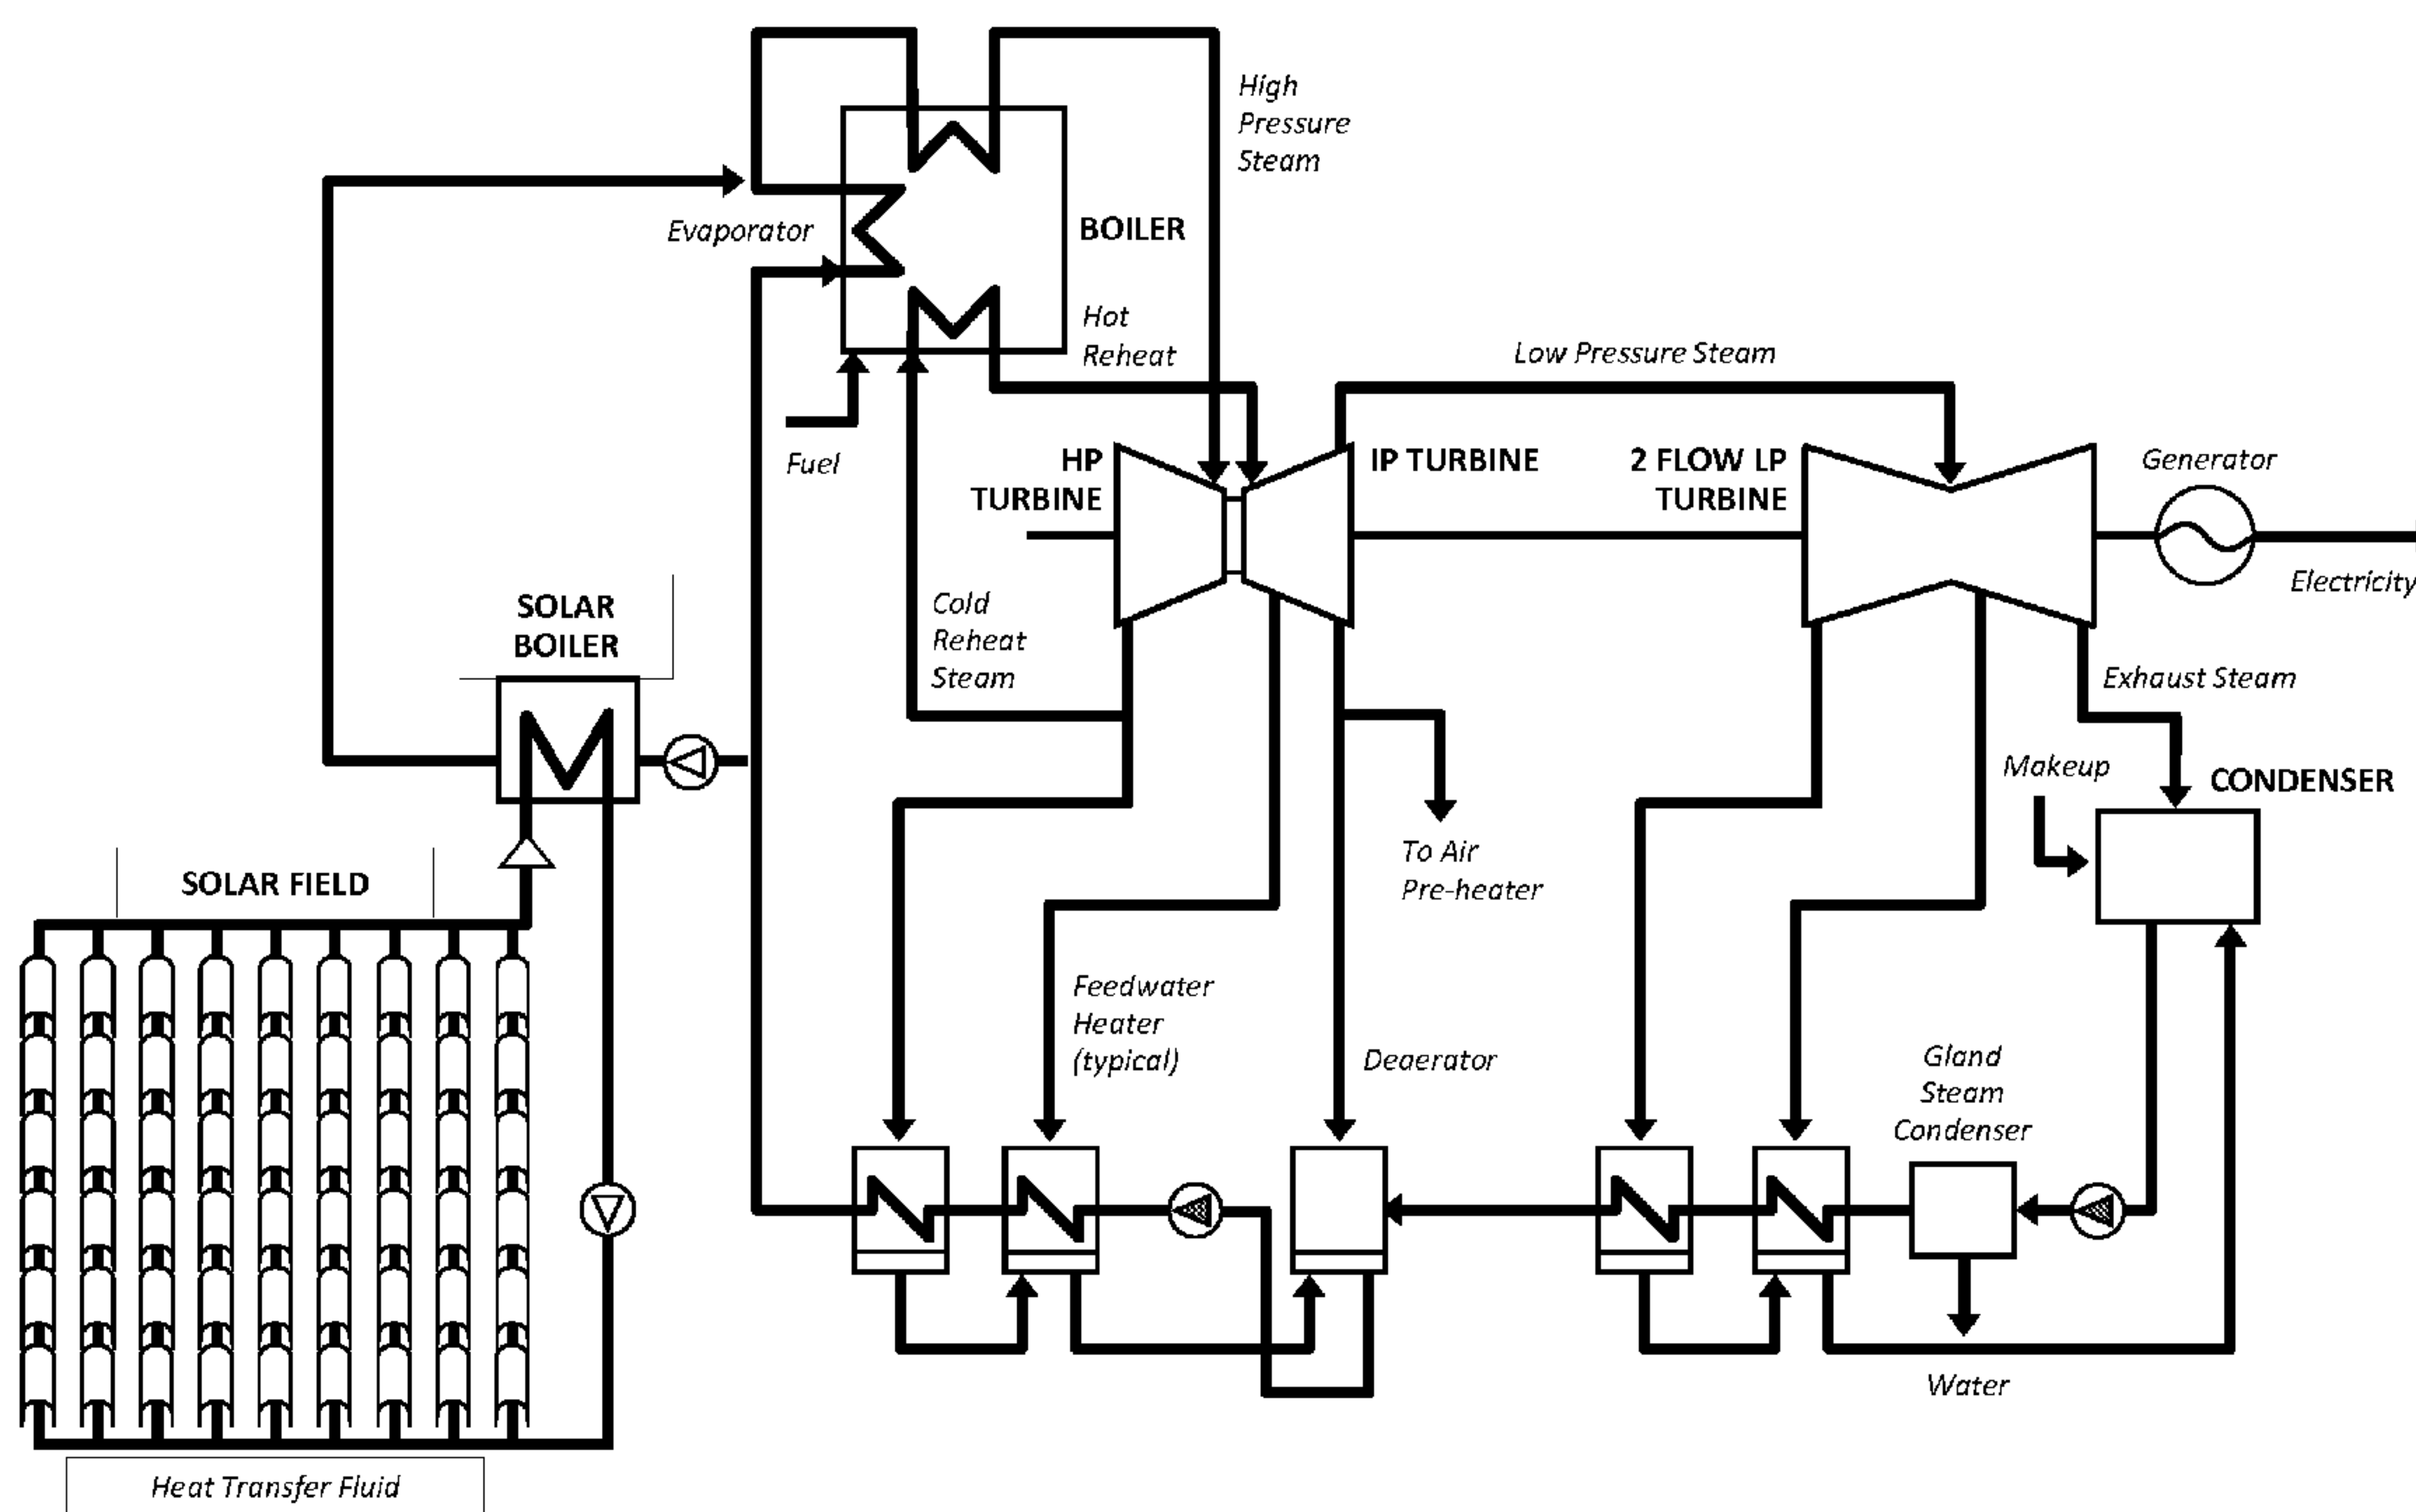 High
Pressure
Steam
Evaporator
BOILER
Hot
Reheat
Low Pressure Steam
Fuel
HP
TURBINE
IP TURBINE
2 FLOW LP
TURBINE
Generator
Electricity
Cold
Reheat
Steam
SOLAR
BOILER
Exhaust Steam
Makeup
CONDENSER
To Air
Pre-heater
SOLAR FIELD
Feedwater
Heater
(typical)
Deaerator
Gland
Steam
Condenser
Water
Heat Transfer Fluid